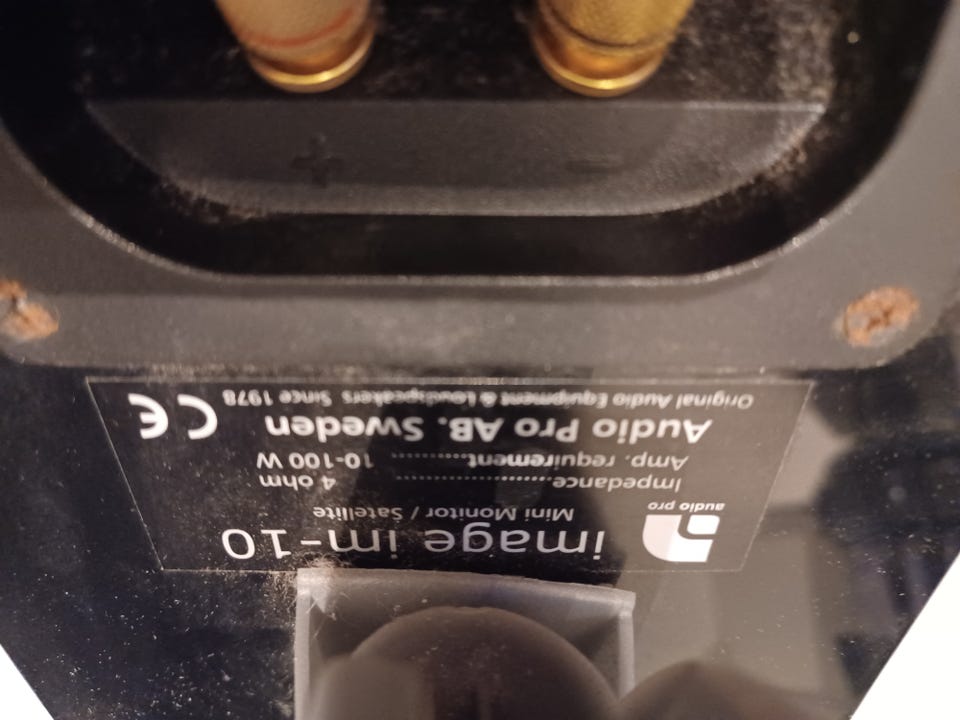 image im-10
Mini Monitor / Satellite
audio pro
Impedance.................. 4 ohm
Amp. requirement.......... 10-100 W
Audio Pro AB. Sweden
Original Audio Equipment & Loudspeakers Since 1978
CE
+
-